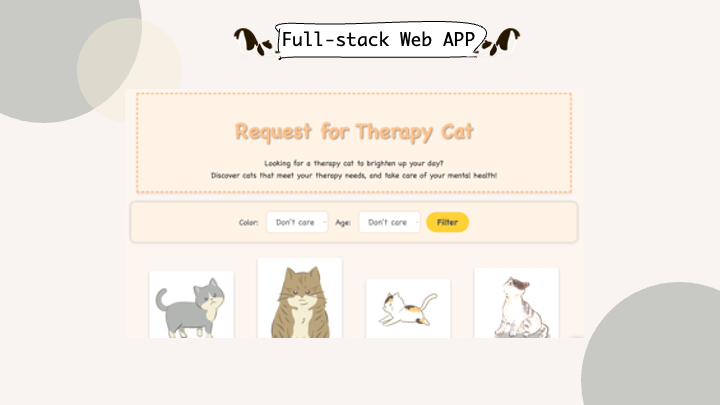 Full-stack Web APP
Request for Therapy Cat
Looking for a therapy cat to brighten up your day?
Discover cats that meet your therapy needs, and take care of your mental health!
Color: Don't care Age: Don't care Filter